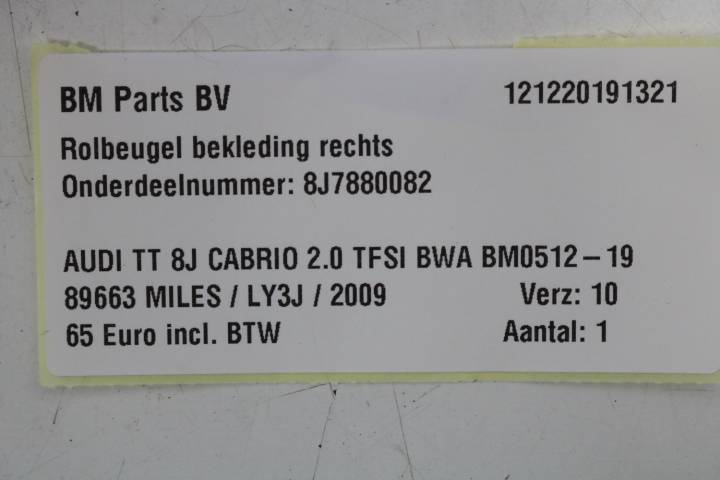 BM Parts BV 121220191321
Rolbeugel bekleding rechts
Onderdeelnummer: 8J7880082
AUDI TT 8J CABRIO 2.0 TFSI BWA BM0512-19
89663 MILES / LY3J / 2009 Verz: 10
65 Euro incl. BTW Aantal: 1